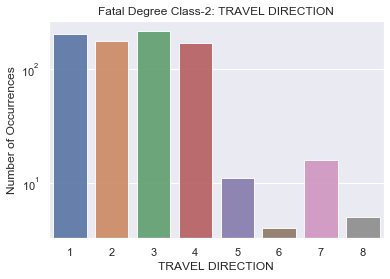 Fatal Degree Class-2: TRAVEL DIRECTION
Number of Occurrences
10²
10¹
1 2 3 4 5 6 7 8
TRAVEL DIRECTION